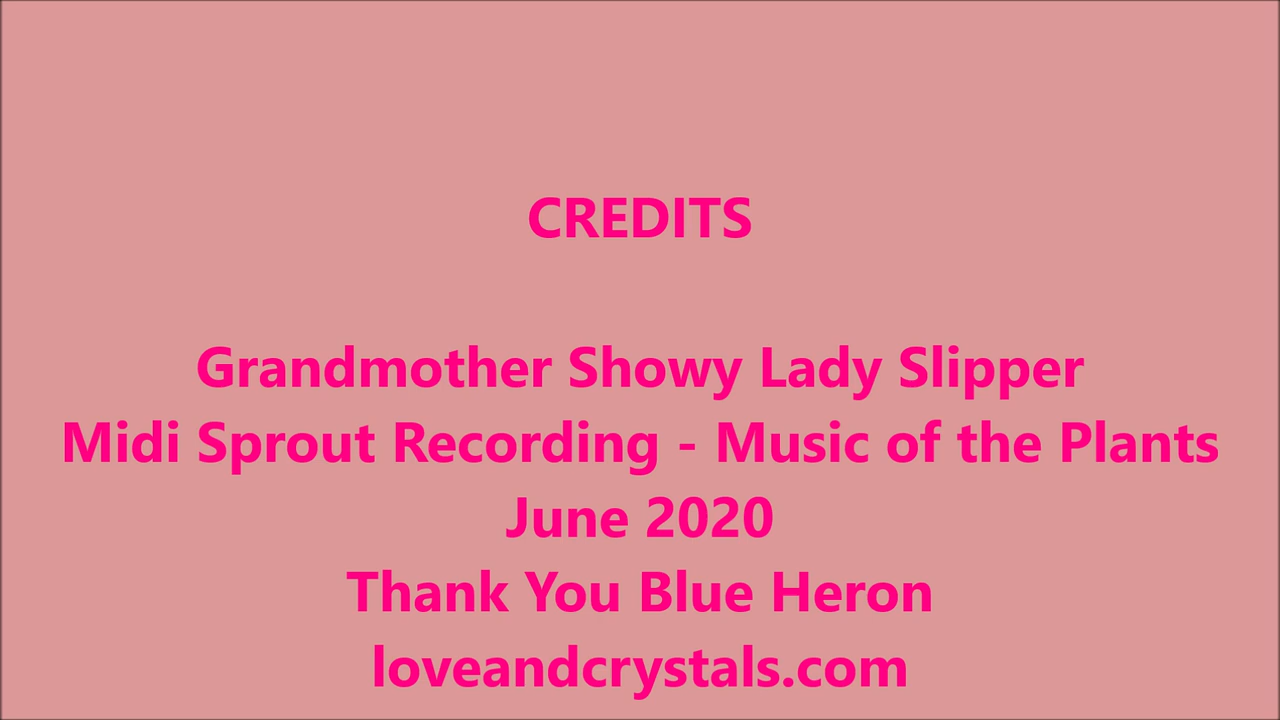 CREDITS
Grandmother Showy Lady Slipper
Midi Sprout Recording - Music of the Plants
June 2020
Thank You Blue Heron
loveandcrystals.com